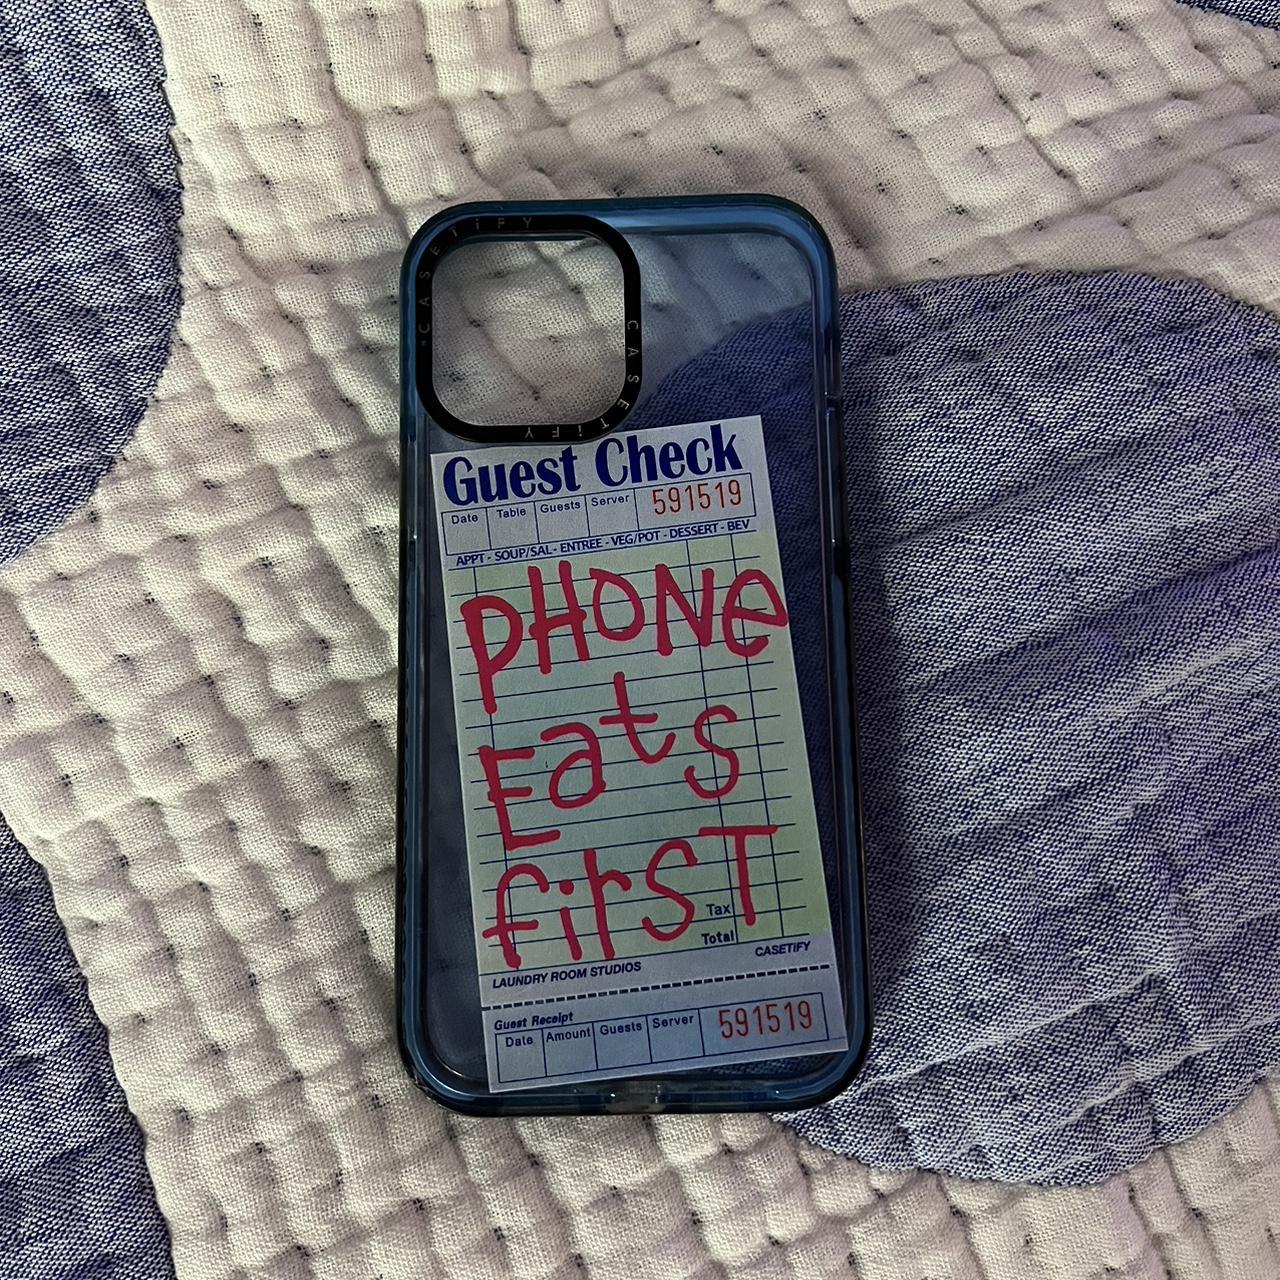 CASETiFY
CASETiFY
Guest Check
Date Table Guests Server 591519
APPT - SOUP/SAL - ENTREE - VEG/POT - DESSERT - BEV
PHONe
Eats
firsT
Tax
Total
LAUNDRY ROOM STUDIOS CASETiFY
Guest Receipt
Date Amount Guests Server 591519